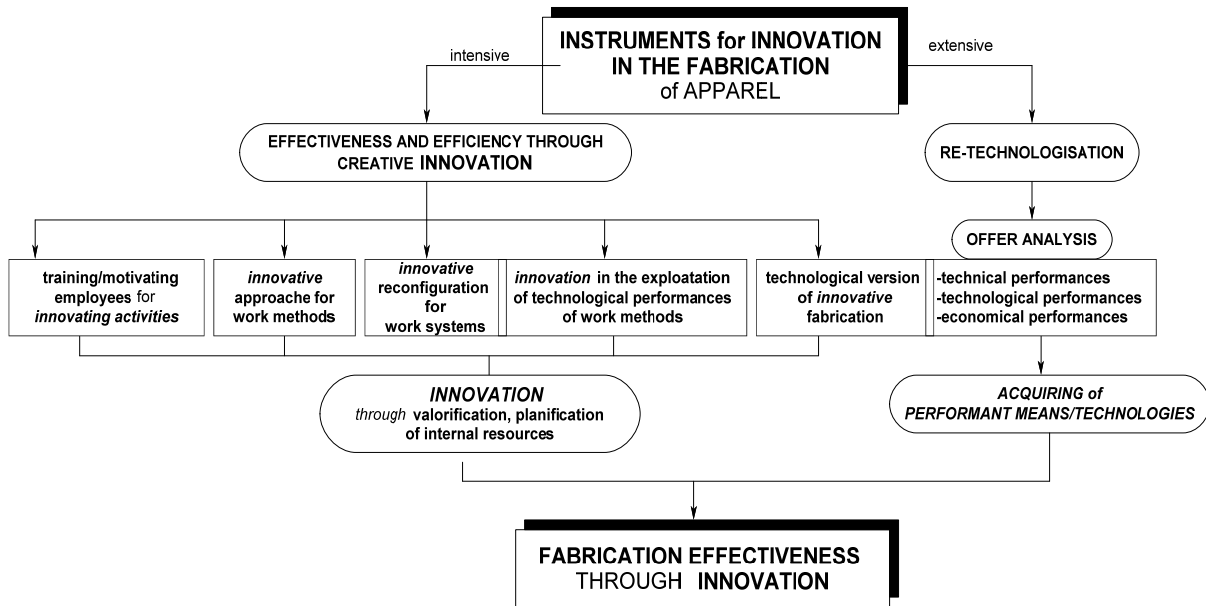 INSTRUMENTS for INNOVATION
IN THE FABRICATION
of APPAREL
intensive
extensive
EFFECTIVENESS AND EFFICIENCY THROUGH
CREATIVE INNOVATION
RE-TECHNOLOGISATION
OFFER ANALYSIS
training/motivating
employees for
innovating activities
innovative
approache for
work methods
innovative
reconfiguration
for
work systems
innovation in the exploatation
of technological performances
of work methods
technological version
of innovative
fabrication
-technical performances
-technological performances
-economical performances
INNOVATION
through valorification, planification
of internal resources
ACQUIRING of
PERFORMANT MEANS/TECHNOLOGIES
FABRICATION EFFECTIVENESS
THROUGH INNOVATION